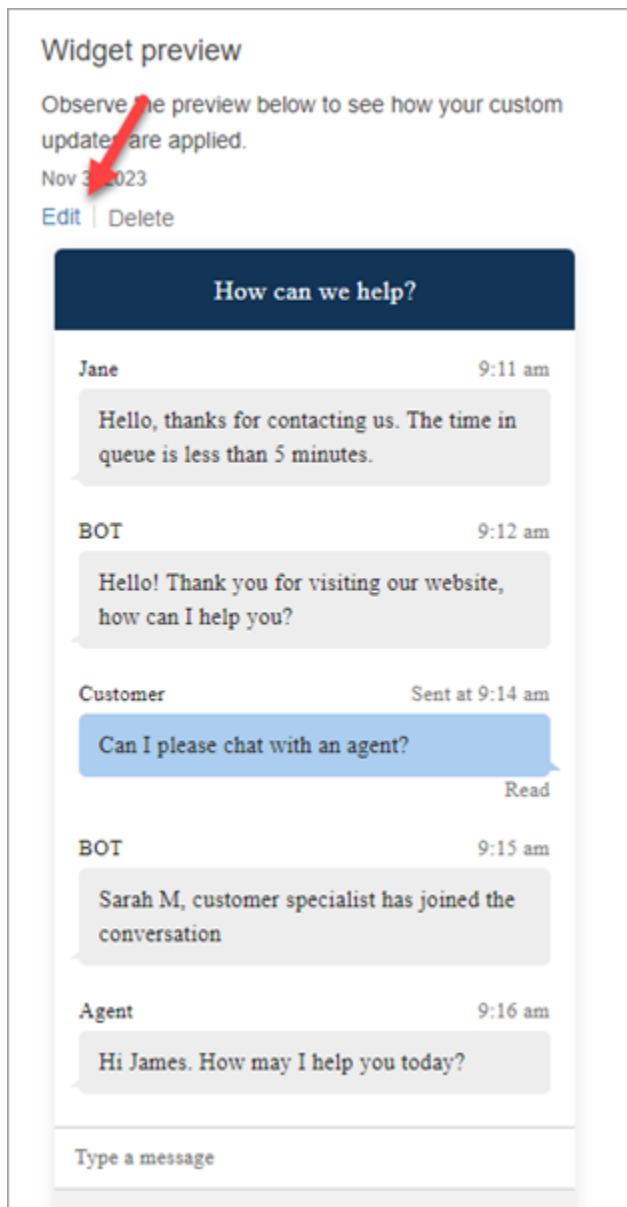 Widget preview
Observe the preview below to see how your custom
updates are applied.
Nov 3, 2023
Edit Delete
How can we help?
Jane 9:11 am
Hello, thanks for contacting us. The time in
queue is less than 5 minutes.
BOT 9:12 am
Hello! Thank you for visiting our website,
how can I help you?
Customer Sent at 9:14 am
Can I please chat with an agent?
Read
BOT 9:15 am
Sarah M, customer specialist has joined the
conversation
Agent 9:16 am
Hi James. How may I help you today?
Type a message